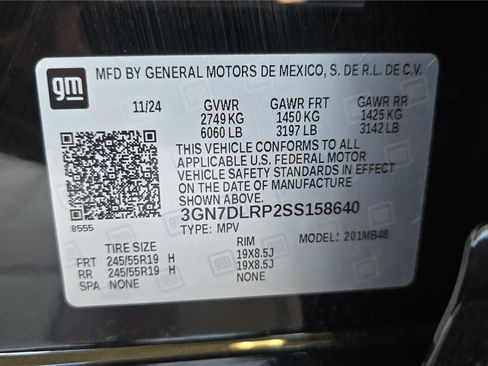 gm MFD BY GENERAL MOTORS DE MEXICO, S. DE R.L. DE C.V.
11/24 GVWR GAWR FRT GAWR RR
2749 KG 1450 KG 1425 KG
6060 LB 3197 LB 3142 LB
THIS VEHICLE CONFORMS TO ALL
APPLICABLE U.S. FEDERAL MOTOR
VEHICLE SAFETY STANDARDS IN
EFFECT ON THE DATE OF
MANUFACTURE SHOWN ABOVE.
8555 3GN7DLRP2SS158640
TYPE: MPV MODEL: 201MB48
TIRE SIZE RIM
FRT 245/55R19 H 19X8.5J
RR 245/55R19 H 19X8.5J
SPA NONE NONE